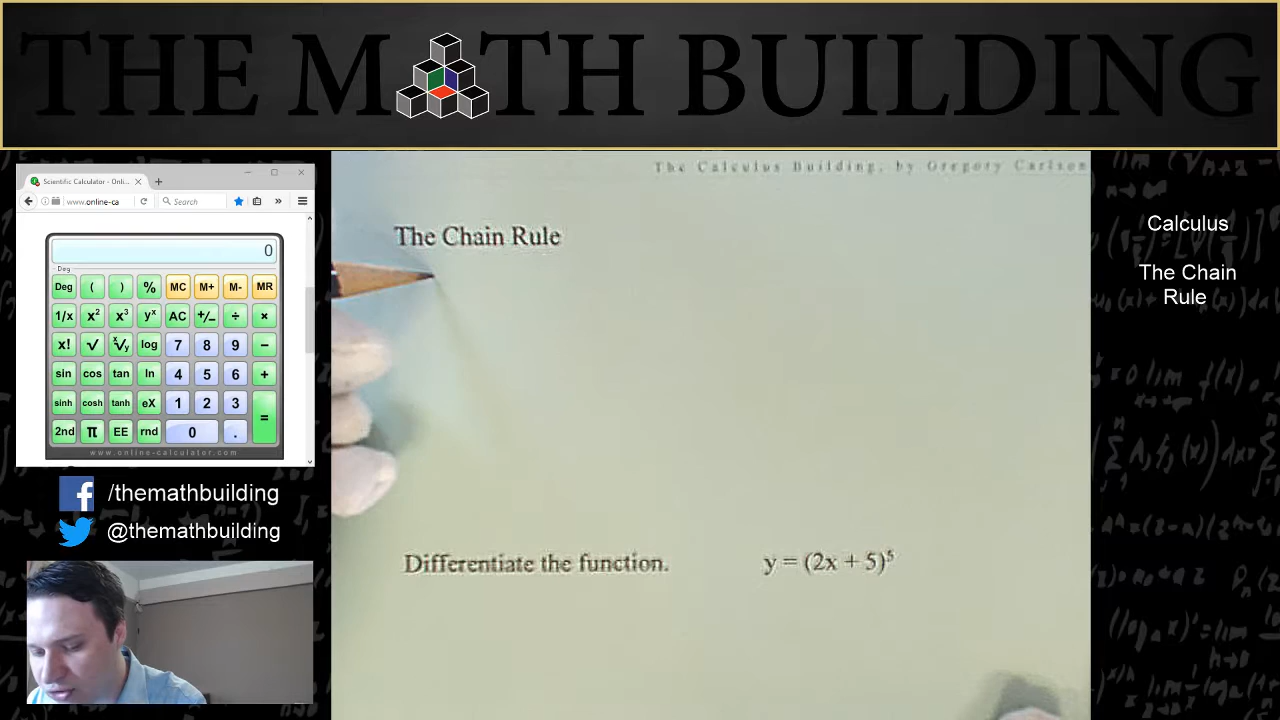 THE MATH BUILDING
Scientific Calculator - Onli...
www.online-ca
Search
0
Deg
Deg ( ) % MC M+ M- MR
1/x x² x³ yˣ AC +/- ÷ ×
x! √ ˣ√y log 7 8 9 −
sin cos tan ln 4 5 6 +
sinh cosh tanh eX 1 2 3 =
2nd π EE rnd 0 .
www.online-calculator.com
/themathbuilding
@themathbuilding
The Calculus Building, by Gregory Carlson
The Chain Rule
Differentiate the function. y = (2x + 5)⁵
Calculus
The Chain
Rule